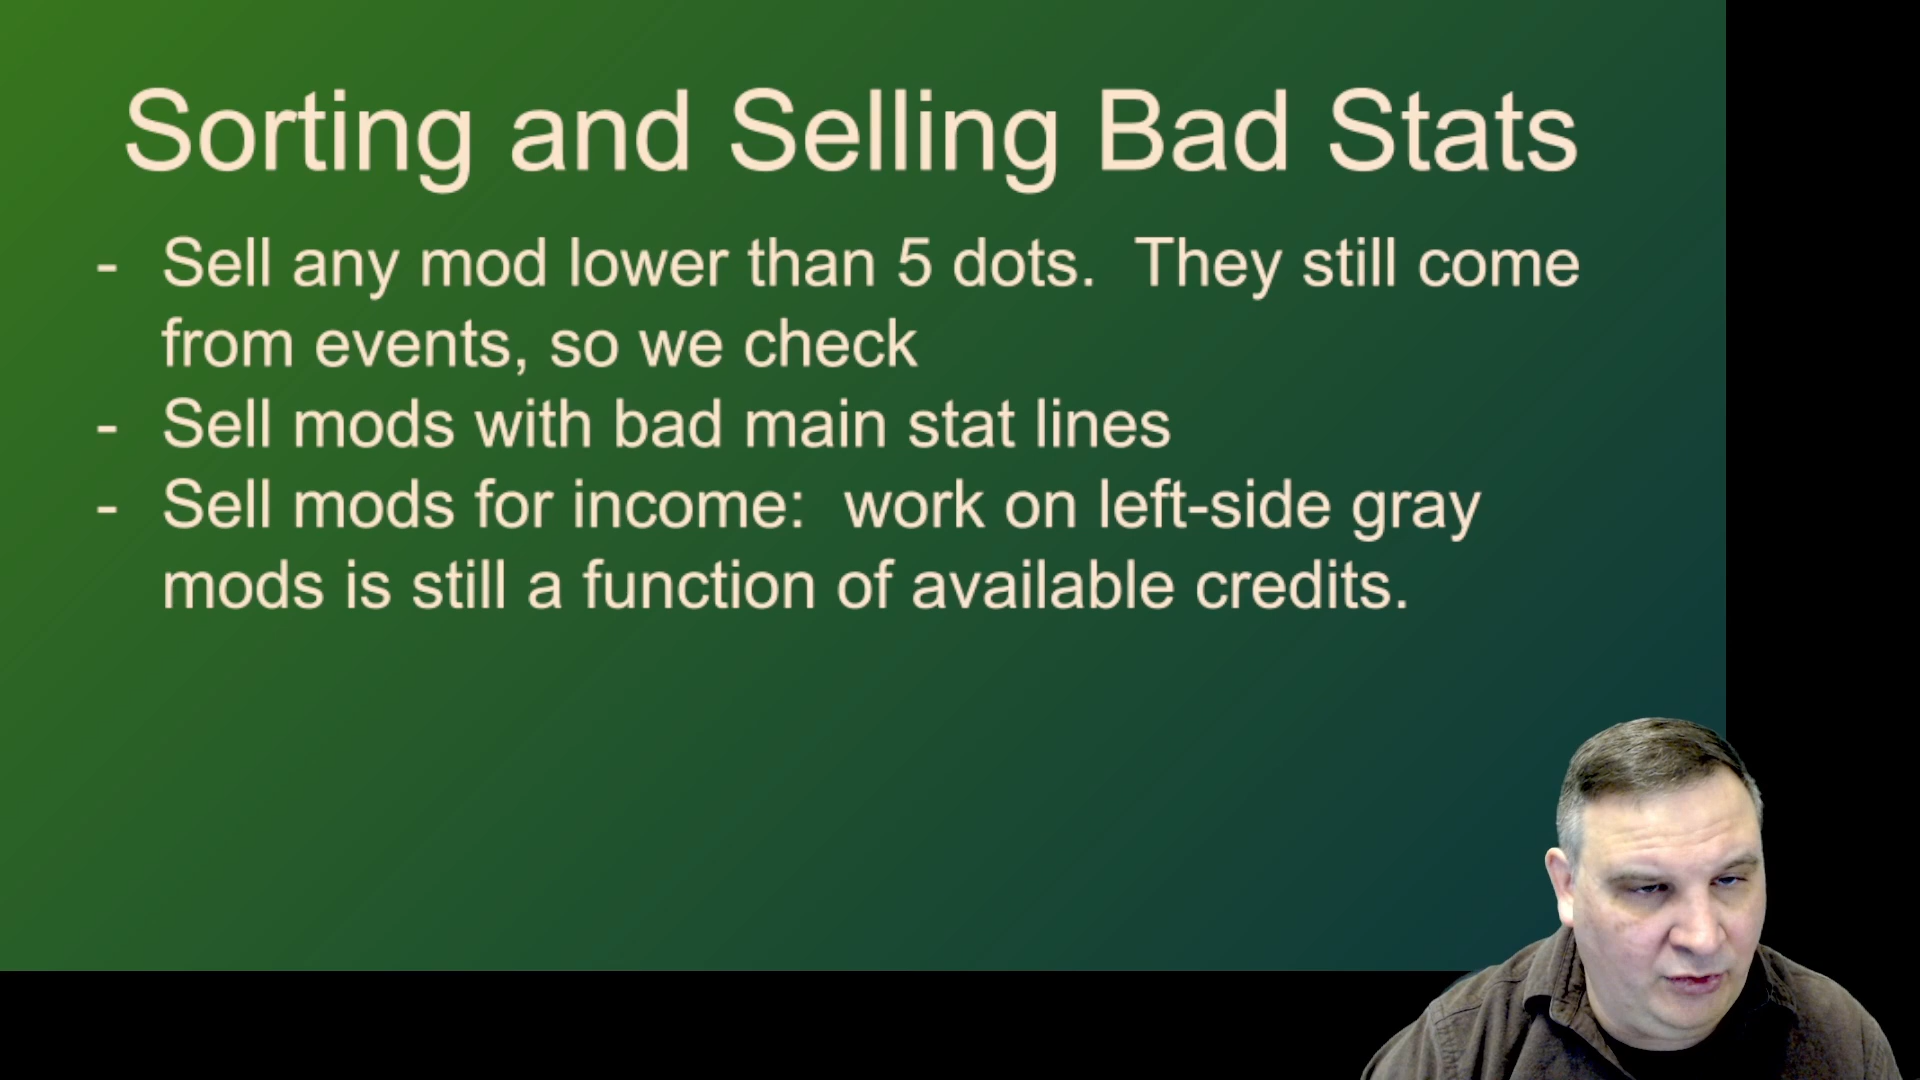 Sorting and Selling Bad Stats
- Sell any mod lower than 5 dots.  They still come
from events, so we check
- Sell mods with bad main stat lines
- Sell mods for income:  work on left-side gray
mods is still a function of available credits.